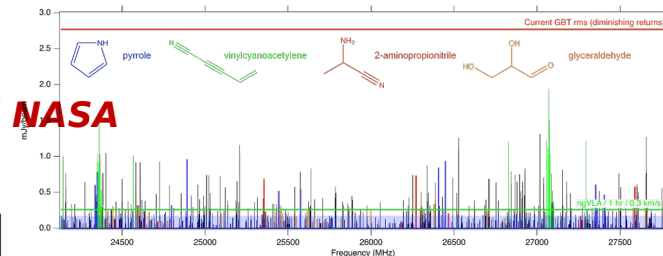 3.0
Current GBT rms (diminishing returns)
2.5
NH
pyrrole
N
vinylcyanoacetylene
NH2
2-aminopropionitrile
N
OH
HO
O
glyceraldehyde
2.0
NASA
1.0
0.5
ngVLA / 1 hr / 0.3 km/s
0.0
24500
25000
25500
26000
26500
27000
27500
Frequency (MHz)